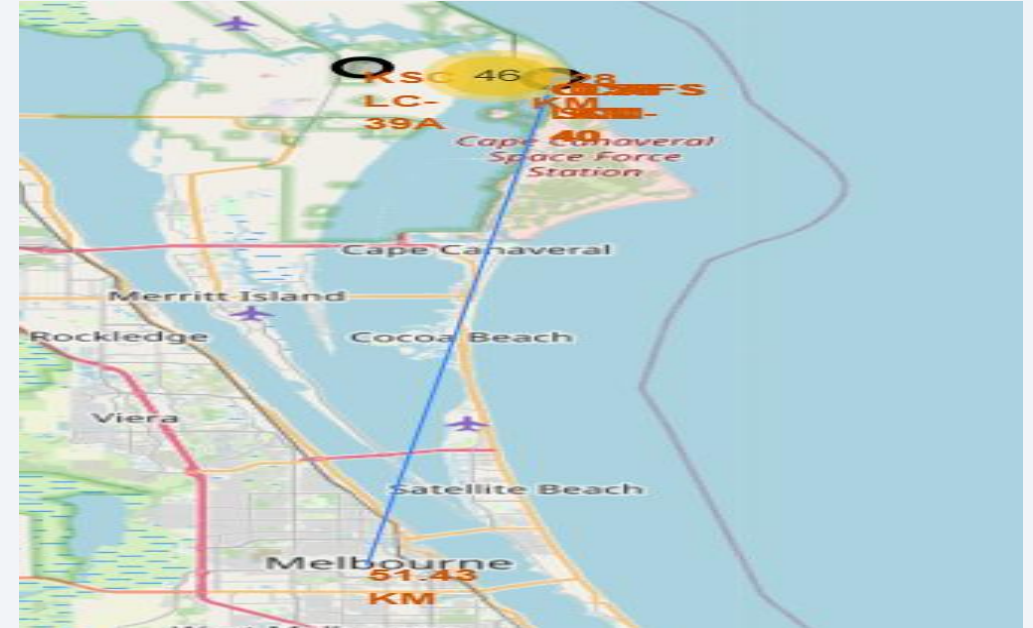 46
KSC
LC-
39A
28
KM
40
Cape Canaveral
Space Force
Station
Cape Canaveral
Merritt Island
Rockledge
Cocoa Beach
Viera
Satellite Beach
Melbourne
51.43
KM